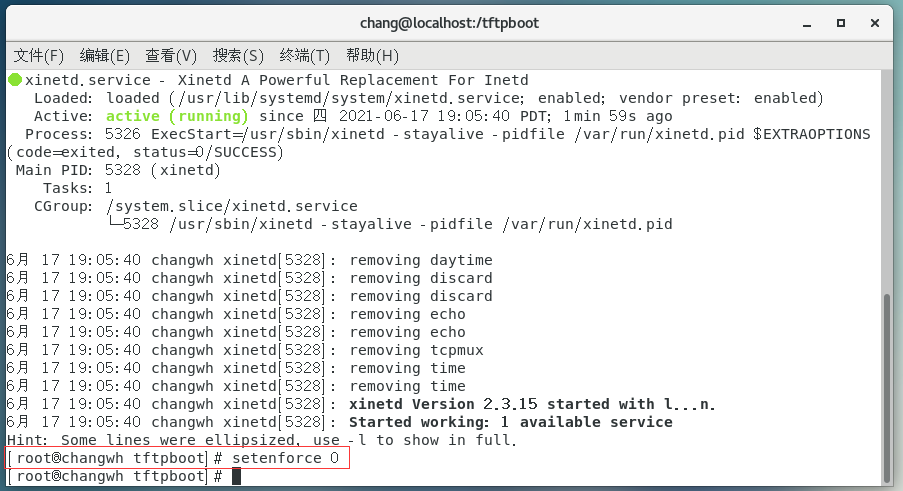 chang@localhost:/tftpboot
文件(F) 编辑(E) 查看(V) 搜索(S) 终端(T) 帮助(H)
xinetd.service - Xinetd A Powerful Replacement For Inetd
Loaded: loaded (/usr/lib/systemd/system/xinetd.service; enabled; vendor preset: enabled)
Active: active (running) since 四 2021-06-17 19:05:40 PDT; 1min 59s ago
Process: 5326 ExecStart=/usr/sbin/xinetd -stayalive -pidfile /var/run/xinetd.pid $EXTRAOPTIONS
(code=exited, status=0/SUCCESS)
Main PID: 5328 (xinetd)
Tasks: 1
CGroup: /system.slice/xinetd.service
└─5328 /usr/sbin/xinetd -stayalive -pidfile /var/run/xinetd.pid
6月 17 19:05:40 changwh xinetd[5328]: removing daytime
6月 17 19:05:40 changwh xinetd[5328]: removing discard
6月 17 19:05:40 changwh xinetd[5328]: removing discard
6月 17 19:05:40 changwh xinetd[5328]: removing echo
6月 17 19:05:40 changwh xinetd[5328]: removing echo
6月 17 19:05:40 changwh xinetd[5328]: removing tcpmux
6月 17 19:05:40 changwh xinetd[5328]: removing time
6月 17 19:05:40 changwh xinetd[5328]: removing time
6月 17 19:05:40 changwh xinetd[5328]: xinetd Version 2.3.15 started with l...n.
6月 17 19:05:40 changwh xinetd[5328]: Started working: 1 available service
Hint: Some lines were ellipsized, use -l to show in full.
[root@changwh tftpboot]# setenforce 0
[root@changwh tftpboot]#